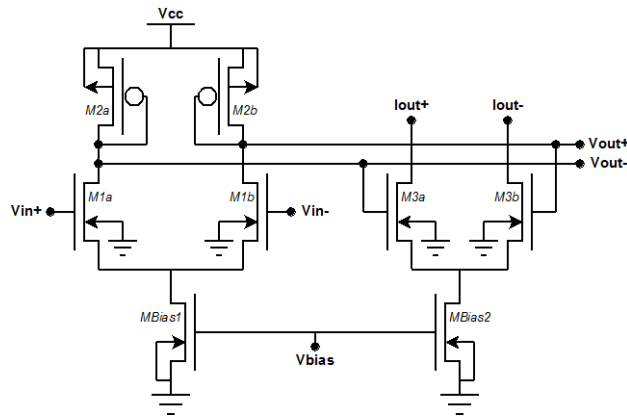 Vcc
M2a
M2b
Iout+
Iout-
Vout+
Vout-
M1a
M1b
M3a
M3b
Vin+
Vin-
MBias1
MBias2
Vbias